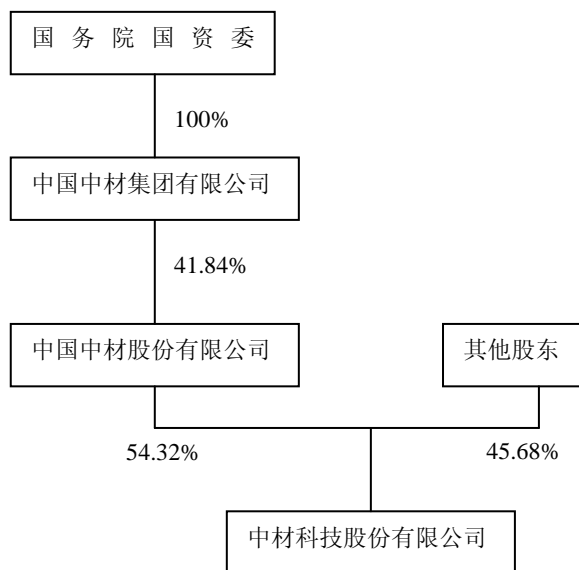 国务院国资委
100%
中国中材集团有限公司
41.84%
中国中材股份有限公司
其他股东
54.32%
45.68%
中材科技股份有限公司